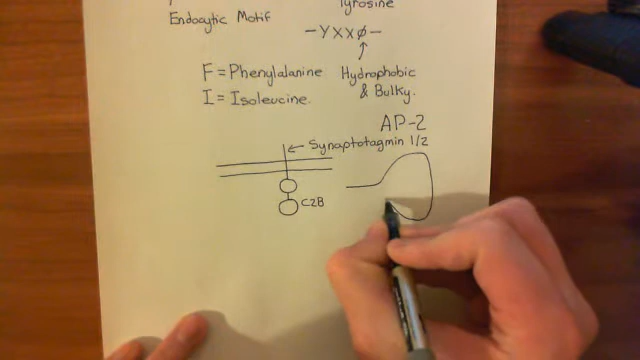 Tyrosine
Endocytic Motif
-YXXØ-
F = Phenylalanine
I = Isoleucine.
Hydrophobic
& Bulky.
AP-2
Synaptotagmin 1/2
C2B